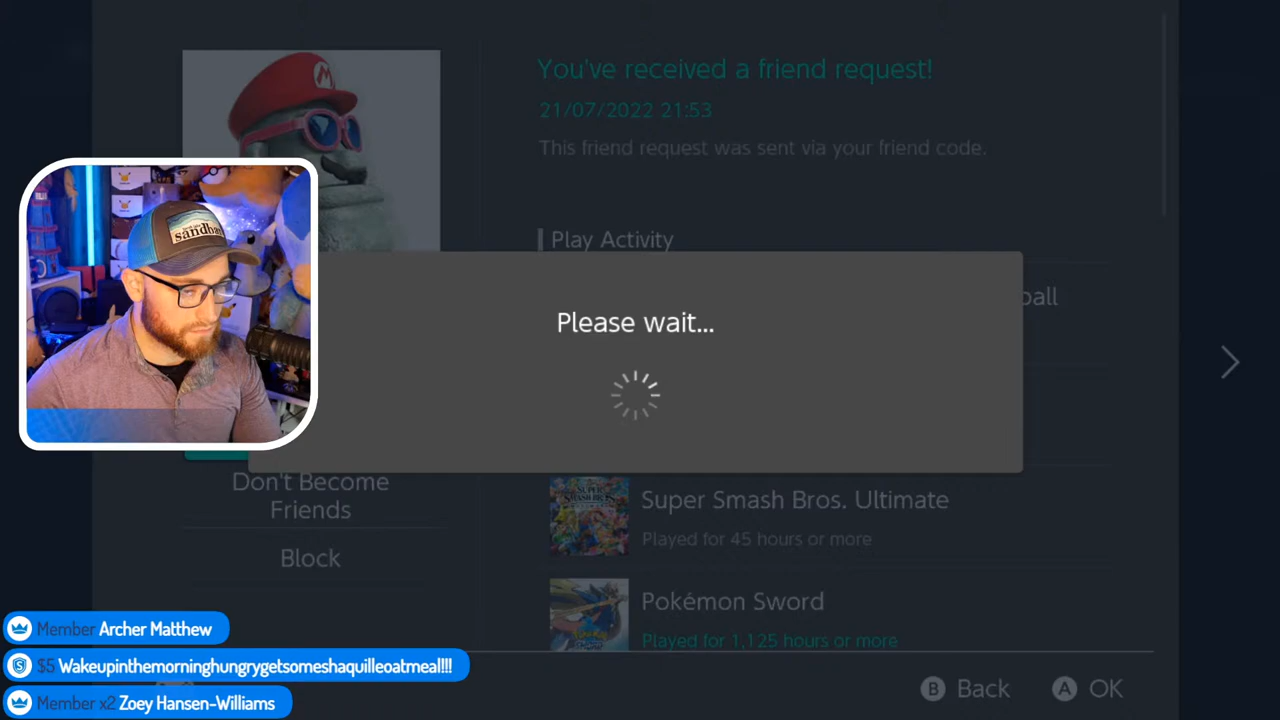 You've received a friend request!
21/07/2022 21:53
This friend request was sent via your friend code.
Play Activity
ball
Please wait...
Don't Become
Friends
Block
Super Smash Bros. Ultimate
Played for 45 hours or more
Pokémon Sword
Played for 1,125 hours or more
B Back
A OK
Member Archer Matthew
$5 Wakeupinthemorninghungrygetsomeshaquilleoatmeal!!!
Member x2 Zoey Hansen-Williams